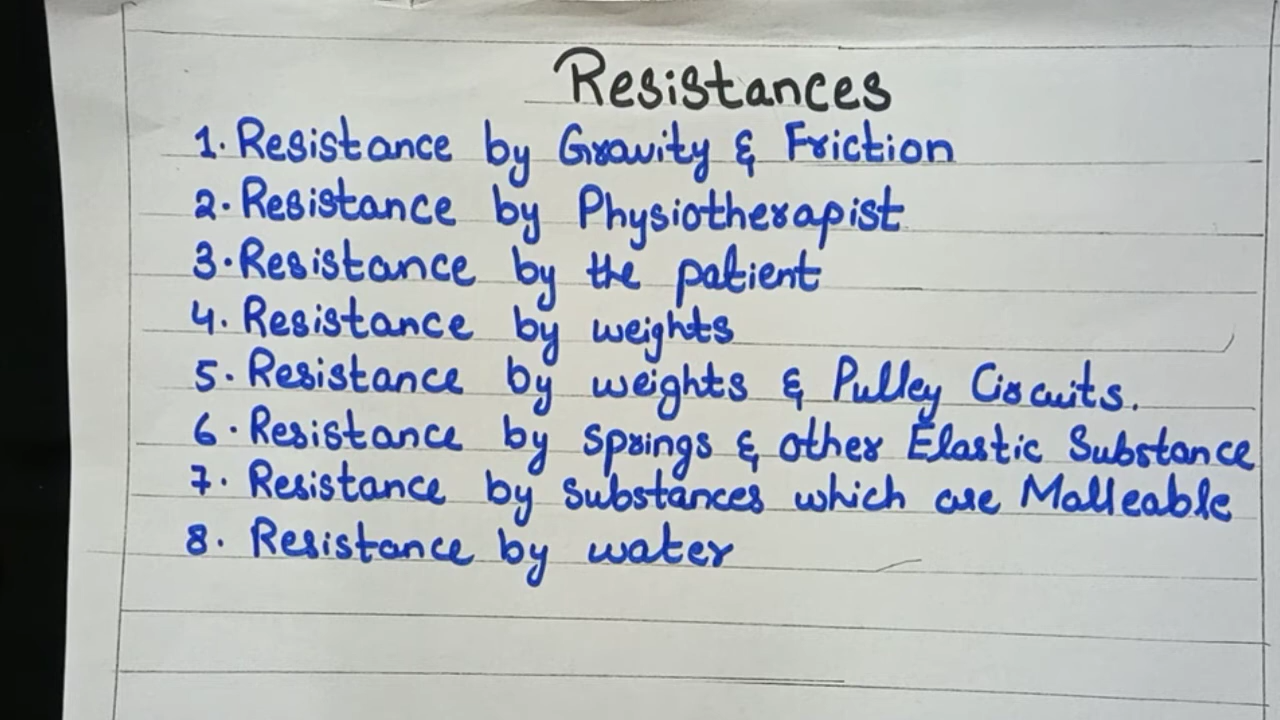 Resistances
1. Resistance by Gravity & Friction
2. Resistance by Physiotherapist
3. Resistance by the patient
4. Resistance by weights
5. Resistance by weights & Pulley Circuits.
6. Resistance by Springs & other Elastic Substance
7. Resistance by substances which are Malleable
8. Resistance by water